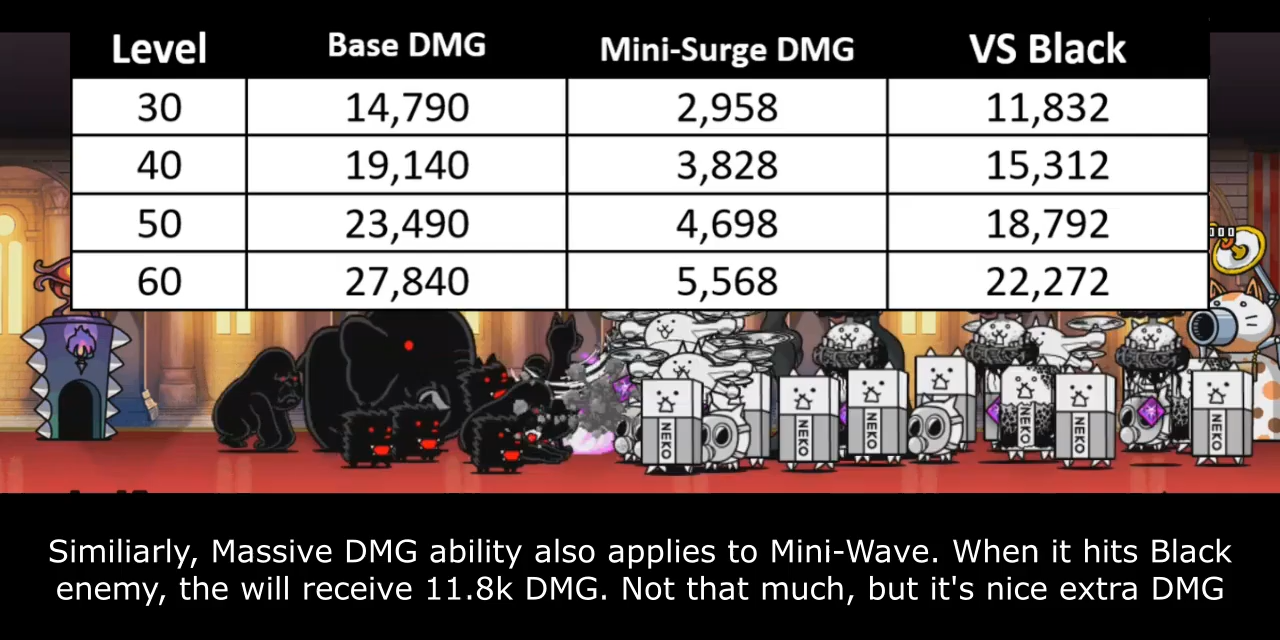 Level Base DMG Mini-Surge DMG VS Black
30 14,790 2,958 11,832
40 19,140 3,828 15,312
50 23,490 4,698 18,792
60 27,840 5,568 22,272
NEKO NEKO NEKO NEKO NEKO NEKO
Similiarly, Massive DMG ability also applies to Mini-Wave. When it hits Black
enemy, the will receive 11.8k DMG. Not that much, but it's nice extra DMG